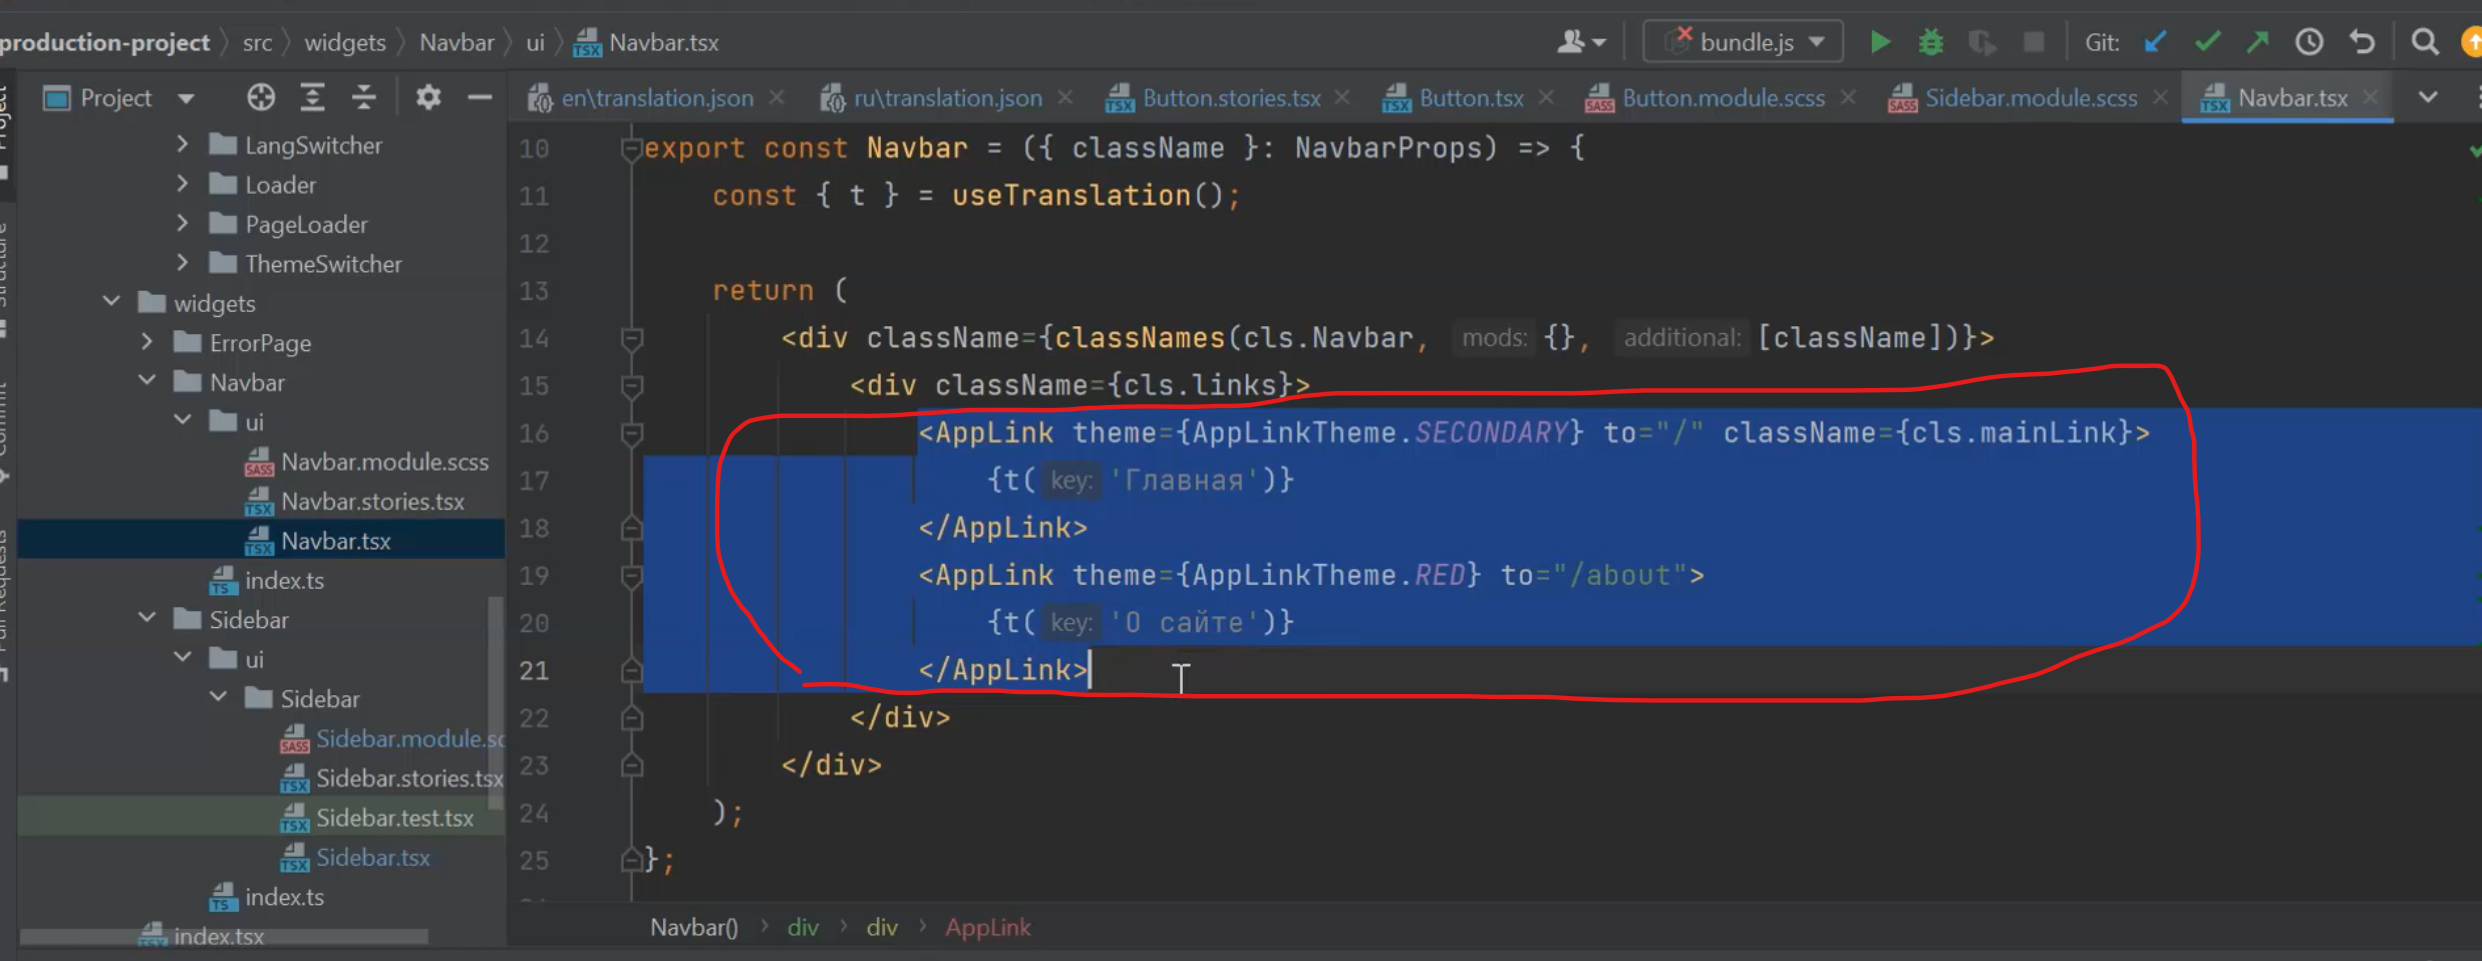 production-project src widgets Navbar ui Navbar.tsx bundle.js Git:
Project en\translation.json ru\translation.json Button.stories.tsx Button.tsx Button.module.scss Sidebar.module.scss Navbar.tsx
LangSwitcher
Loader
PageLoader
ThemeSwitcher
widgets
ErrorPage
Navbar
ui
Navbar.module.scss
Navbar.stories.tsx
Navbar.tsx
index.ts
Sidebar
ui
Sidebar
Sidebar.module.sc
Sidebar.stories.tsx
Sidebar.test.tsx
Sidebar.tsx
index.ts
index.tsx
10 export const Navbar = ({ className }: NavbarProps) => {
11 const { t } = useTranslation();
12
13 return (
14 <div className={classNames(cls.Navbar, mods: {}, additional: [className])}>
15 <div className={cls.links}>
16 <AppLink theme={AppLinkTheme.SECONDARY} to="/" className={cls.mainLink}>
17 {t( key: 'Главная')}
18 </AppLink>
19 <AppLink theme={AppLinkTheme.RED} to="/about">
20 {t( key: 'О сайте')}
21 </AppLink>
22 </div>
23 </div>
24 );
25 };
Navbar() div div AppLink